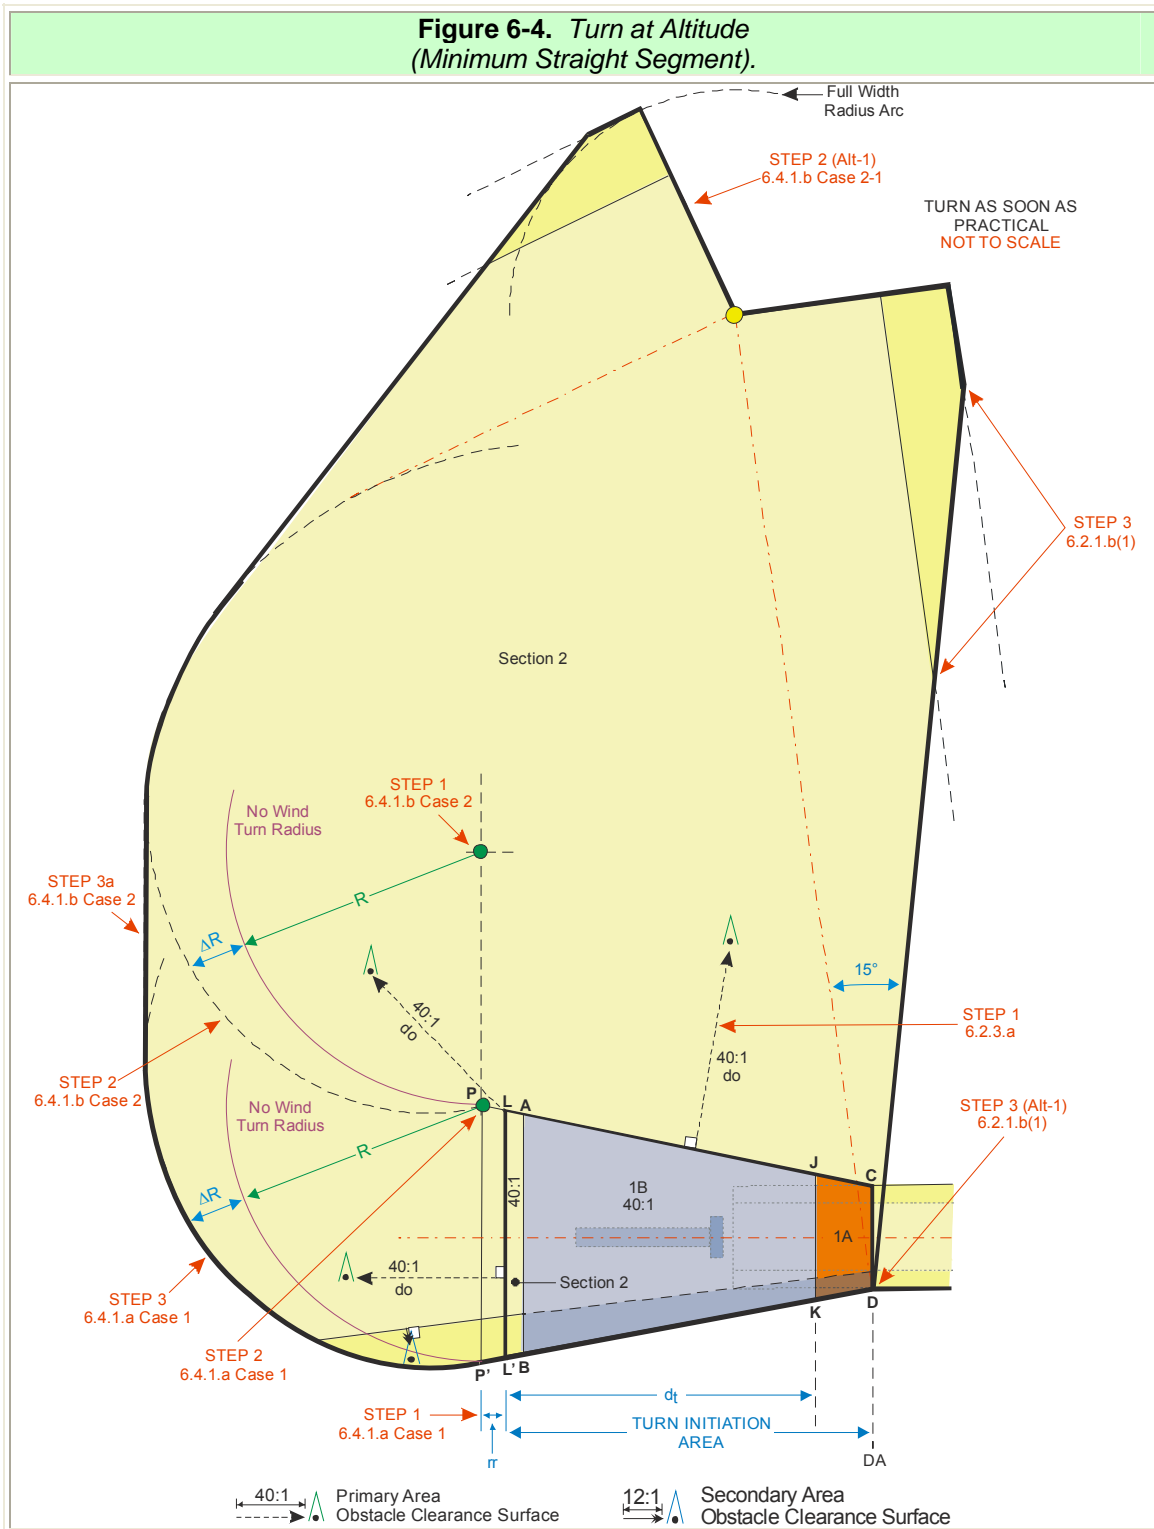 Figure 6-4. Turn at Altitude
(Minimum Straight Segment).
Full Width
Radius Arc
STEP 2 (Alt-1)
6.4.1.b Case 2-1
TURN AS SOON AS
PRACTICAL
NOT TO SCALE
STEP 3
6.2.1.b(1)
Section 2
STEP 1
6.4.1.b Case 2
No Wind
Turn Radius
STEP 3a
6.4.1.b Case 2
R
ΔR
15°
40:1
do
STEP 1
6.2.3.a
40:1
do
STEP 2
6.4.1.b Case 2
P
L
A
No Wind
Turn Radius
STEP 3 (Alt-1)
6.2.1.b(1)
R
J
C
ΔR
40:1
1B
40:1
1A
40:1
do
Section 2
STEP 3
6.4.1.a Case 1
K
D
STEP 2
6.4.1.a Case 1
P'
L'
B
dt
STEP 1
6.4.1.a Case 1
TURN INITIATION
AREA
rr
DA
40:1
Primary Area
Obstacle Clearance Surface
12:1
Secondary Area
Obstacle Clearance Surface